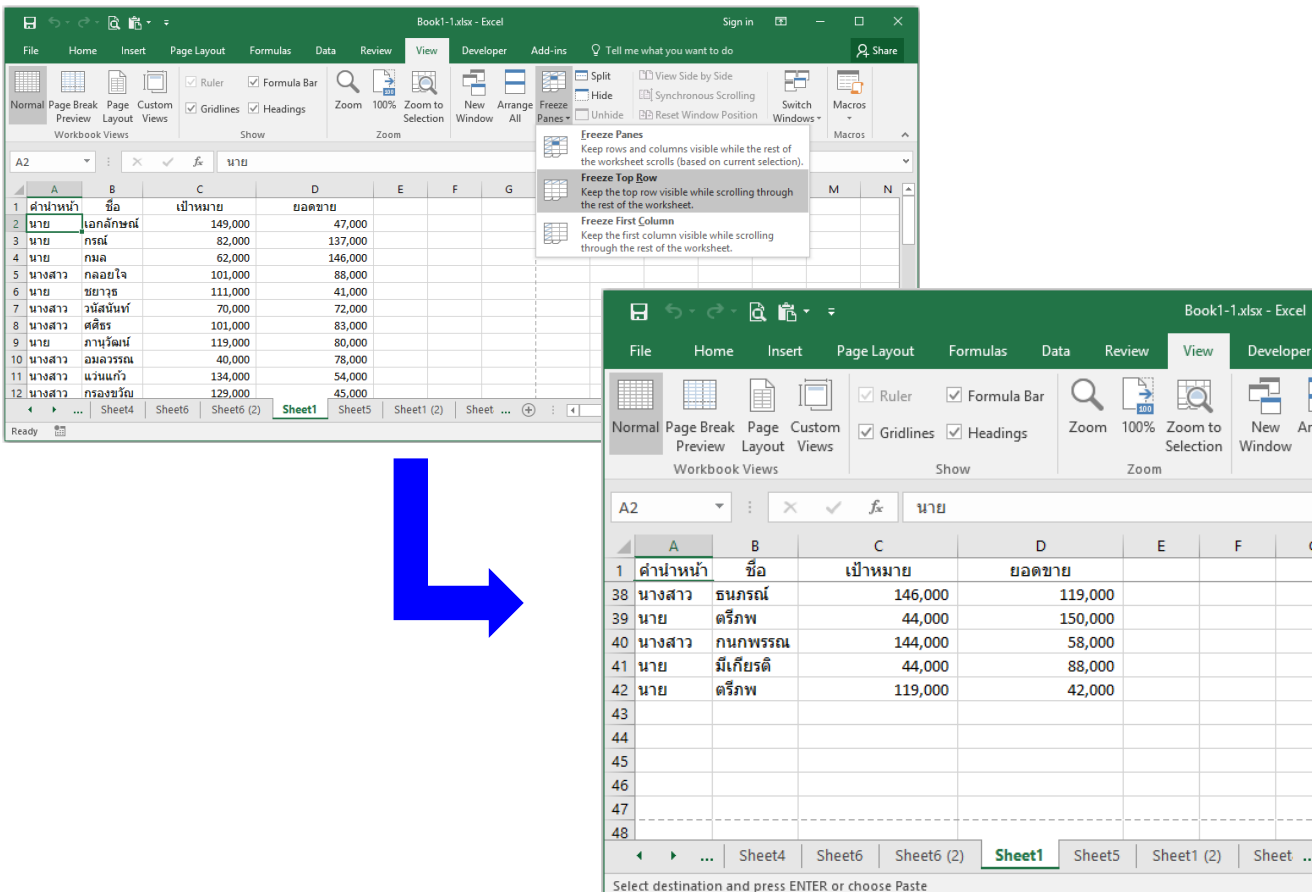 Book1-1.xlsx - Excel
Sign in
File Home Insert Page Layout Formulas Data Review View Developer Add-ins Tell me what you want to do Share
Normal Page Break Preview Page Layout Custom Views
Workbook Views
Ruler Formula Bar
Gridlines Headings
Show
Zoom 100% Zoom to Selection
Zoom
New Window Arrange All Freeze Panes
Split
Hide
Unhide
View Side by Side
Synchronous Scrolling
Reset Window Position
Switch Windows
Macros
Macros
Freeze Panes
Keep rows and columns visible while the rest of
the worksheet scrolls (based on current selection).
Freeze Top Row
Keep the top row visible while scrolling through
the rest of the worksheet.
Freeze First Column
Keep the first column visible while scrolling
through the rest of the worksheet.
A2 fx นาย
A B C D E F G M N
1 คำนำหน้า ชื่อ เป้าหมาย ยอดขาย
2 นาย เอกลักษณ์ 149,000 47,000
3 นาย กรณ์ 82,000 137,000
4 นาย กมล 62,000 146,000
5 นางสาว กลอยใจ 101,000 88,000
6 นาย ชยาวุธ 111,000 41,000
7 นางสาว วนัสนันท์ 70,000 72,000
8 นางสาว ศศิธร 101,000 83,000
9 นาย ภานุวัฒน์ 119,000 80,000
10 นางสาว อมลวรรณ 40,000 78,000
11 นางสาว แว่นแก้ว 134,000 54,000
12 นางสาว กรองขวัญ 129,000 45,000
... Sheet4 Sheet6 Sheet6 (2) Sheet1 Sheet5 Sheet1 (2) Sheet ...
Ready
Book1-1.xlsx - Excel
File Home Insert Page Layout Formulas Data Review View Developer
Normal Page Break Preview Page Layout Custom Views
Workbook Views
Ruler Formula Bar
Gridlines Headings
Show
Zoom 100% Zoom to Selection
Zoom
New Window Ar
A2 fx นาย
A B C D E F
1 คำนำหน้า ชื่อ เป้าหมาย ยอดขาย
38 นางสาว ธนภรณ์ 146,000 119,000
39 นาย ตรีภพ 44,000 150,000
40 นางสาว กนกพรรณ 144,000 58,000
41 นาย มีเกียรติ 44,000 88,000
42 นาย ตรีภพ 119,000 42,000
43
44
45
46
47
48
... Sheet4 Sheet6 Sheet6 (2) Sheet1 Sheet5 Sheet1 (2) Sheet ...
Select destination and press ENTER or choose Paste